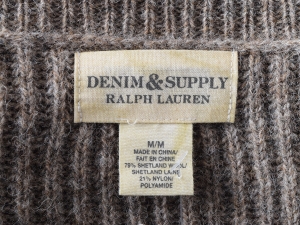 DENIM&SUPPLY
RALPH LAUREN
M/M
MADE IN CHINA/
FAIT EN CHINE
79% SHETLAND WOOL/
SHETLAND LAINE
21% NYLON/
POLYAMIDE